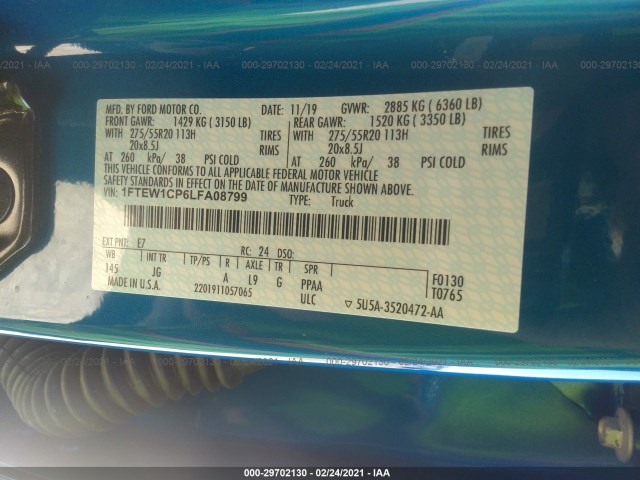 000-29702130 - 02/24/2021 - IAA
MFD. BY FORD MOTOR CO.
DATE: 11/19 GVWR: 2885 KG ( 6360 LB)
FRONT GAWR: 1429 KG ( 3150 LB)
REAR GAWR: 1520 KG ( 3350 LB)
WITH 275/55R20 113H TIRES
WITH 275/55R20 113H TIRES
20x8.5J RIMS
20x8.5J RIMS
AT 260 kPa/ 38 PSI COLD
AT 260 kPa/ 38 PSI COLD
THIS VEHICLE CONFORMS TO ALL APPLICABLE FEDERAL MOTOR VEHICLE
SAFETY AND THEFT PREVENTION STANDARDS IN EFFECT ON THE DATE OF
MANUFACTURE SHOWN ABOVE.
VIN: 1FTEW1CP6LFA08799
TYPE: Truck
EXT PNT: E7 RC: 24 DSO:
WB INT TR TP/PS R AXLE TR SPR
145 JG A L9 G PPAA
F0130
T0765
MADE IN U.S.A. 2201911057065 ULC ▽ 5U5A-3520472-AA
000-29702130 - 02/24/2021 - IAA